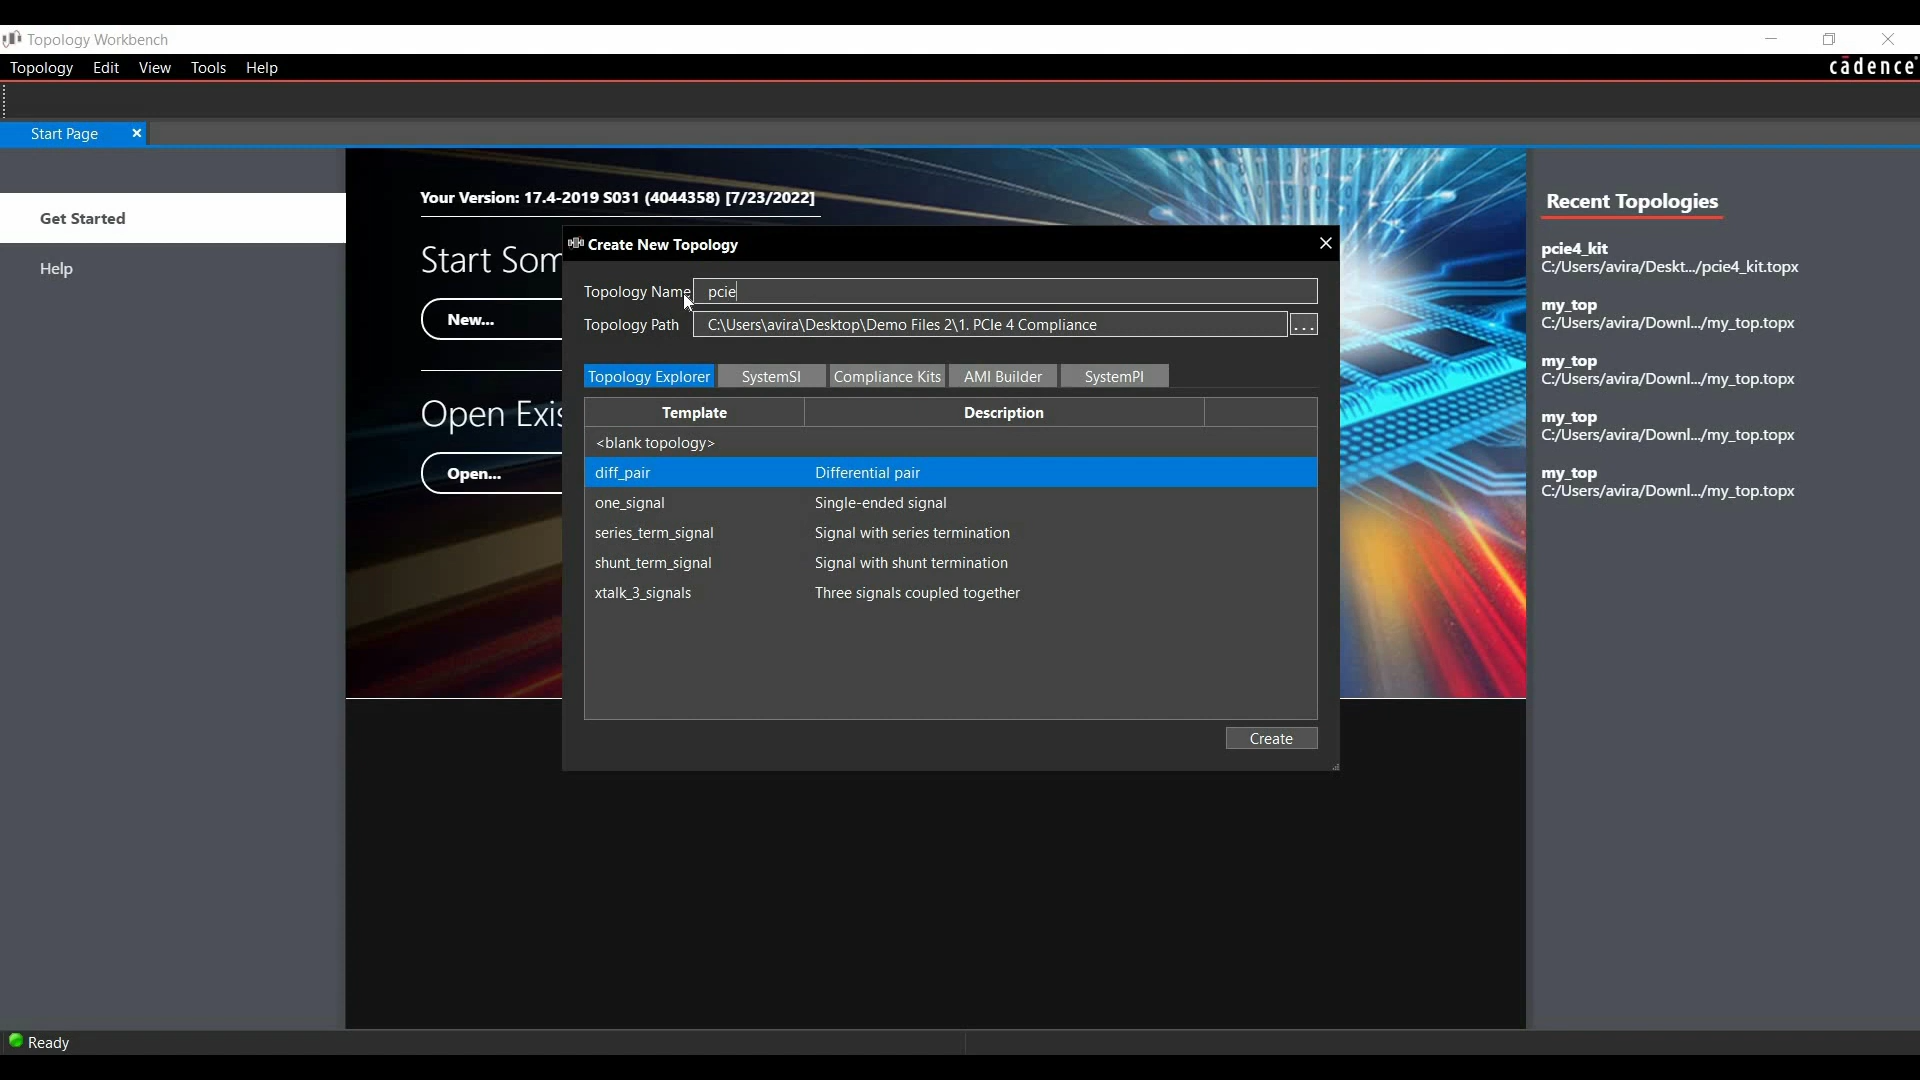 Topology Workbench
Topology Edit View Tools Help
cādence
Start Page
Get Started
Help
Your Version: 17.4-2019 S031 (4044358) [7/23/2022]
Start Som
New...
Open Exis
Open...
Create New Topology
Topology Name pcie
Topology Path C:\Users\avira\Desktop\Demo Files 2\1. PCIe 4 Compliance ...
Topology Explorer SystemSI Compliance Kits AMI Builder SystemPI
Template Description
<blank topology>
diff_pair Differential pair
one_signal Single-ended signal
series_term_signal Signal with series termination
shunt_term_signal Signal with shunt termination
xtalk_3_signals Three signals coupled together
Create
Recent Topologies
pcie4_kit
C:/Users/avira/Deskt.../pcie4_kit.topx
my_top
C:/Users/avira/Downl.../my_top.topx
my_top
C:/Users/avira/Downl.../my_top.topx
my_top
C:/Users/avira/Downl.../my_top.topx
my_top
C:/Users/avira/Downl.../my_top.topx
Ready